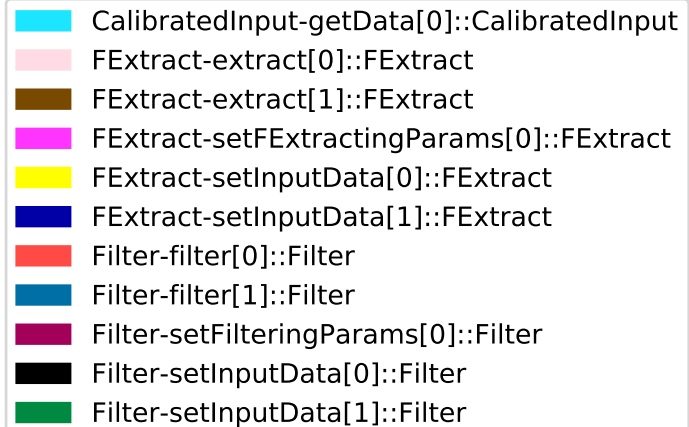 CalibratedInput-getData[0]::CalibratedInput
FExtract-extract[0]::FExtract
FExtract-extract[1]::FExtract
FExtract-setFExtractingParams[0]::FExtract
FExtract-setInputData[0]::FExtract
FExtract-setInputData[1]::FExtract
Filter-filter[0]::Filter
Filter-filter[1]::Filter
Filter-setFilteringParams[0]::Filter
Filter-setInputData[0]::Filter
Filter-setInputData[1]::Filter